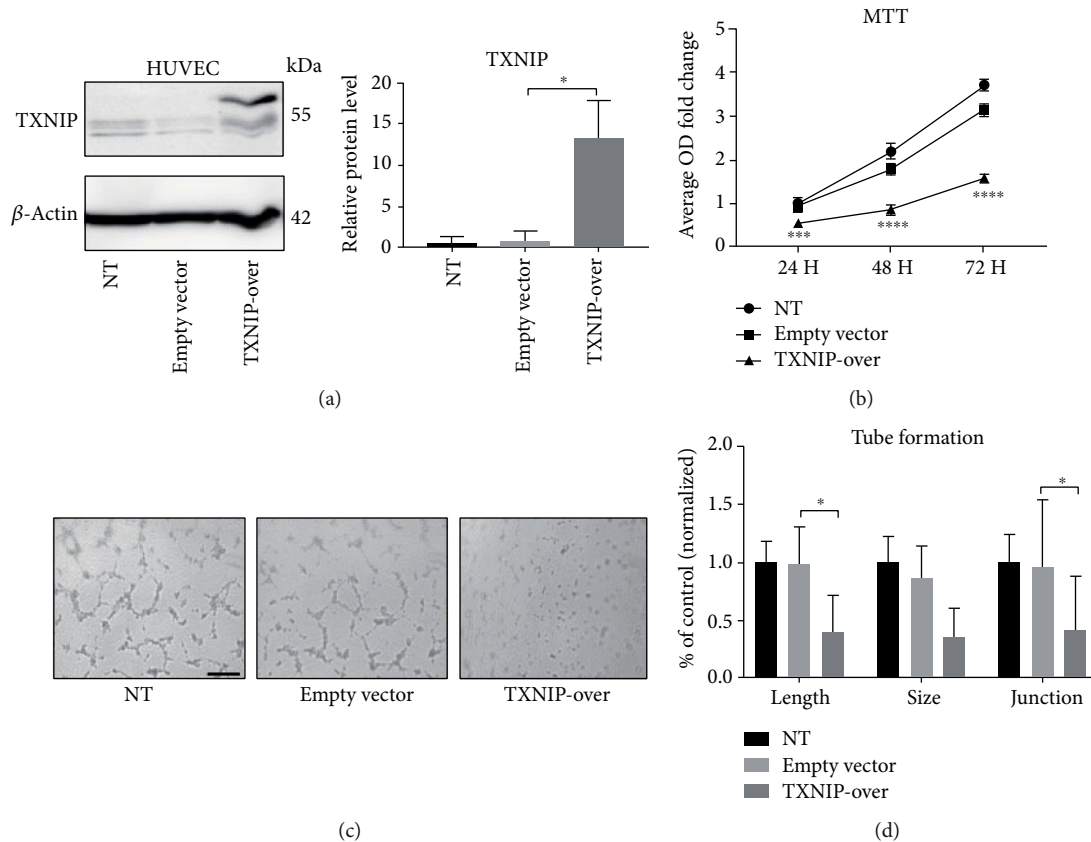 HUVEC
kDa
TXNIP
55
β-Actin
42
NT
Empty vector
TXNIP-over
TXNIP
*
Relative protein level
20
15
10
5
0
NT
Empty vector
TXNIP-over
(a)
MTT
Average OD fold change
5
4
3
2
1
0
***
****
****
24 H
48 H
72 H
NT
Empty vector
TXNIP-over
(b)
NT
Empty vector
TXNIP-over
(c)
Tube formation
% of control (normalized)
2.0
1.5
1.0
0.5
0.0
*
*
Length
Size
Junction
NT
Empty vector
TXNIP-over
(d)